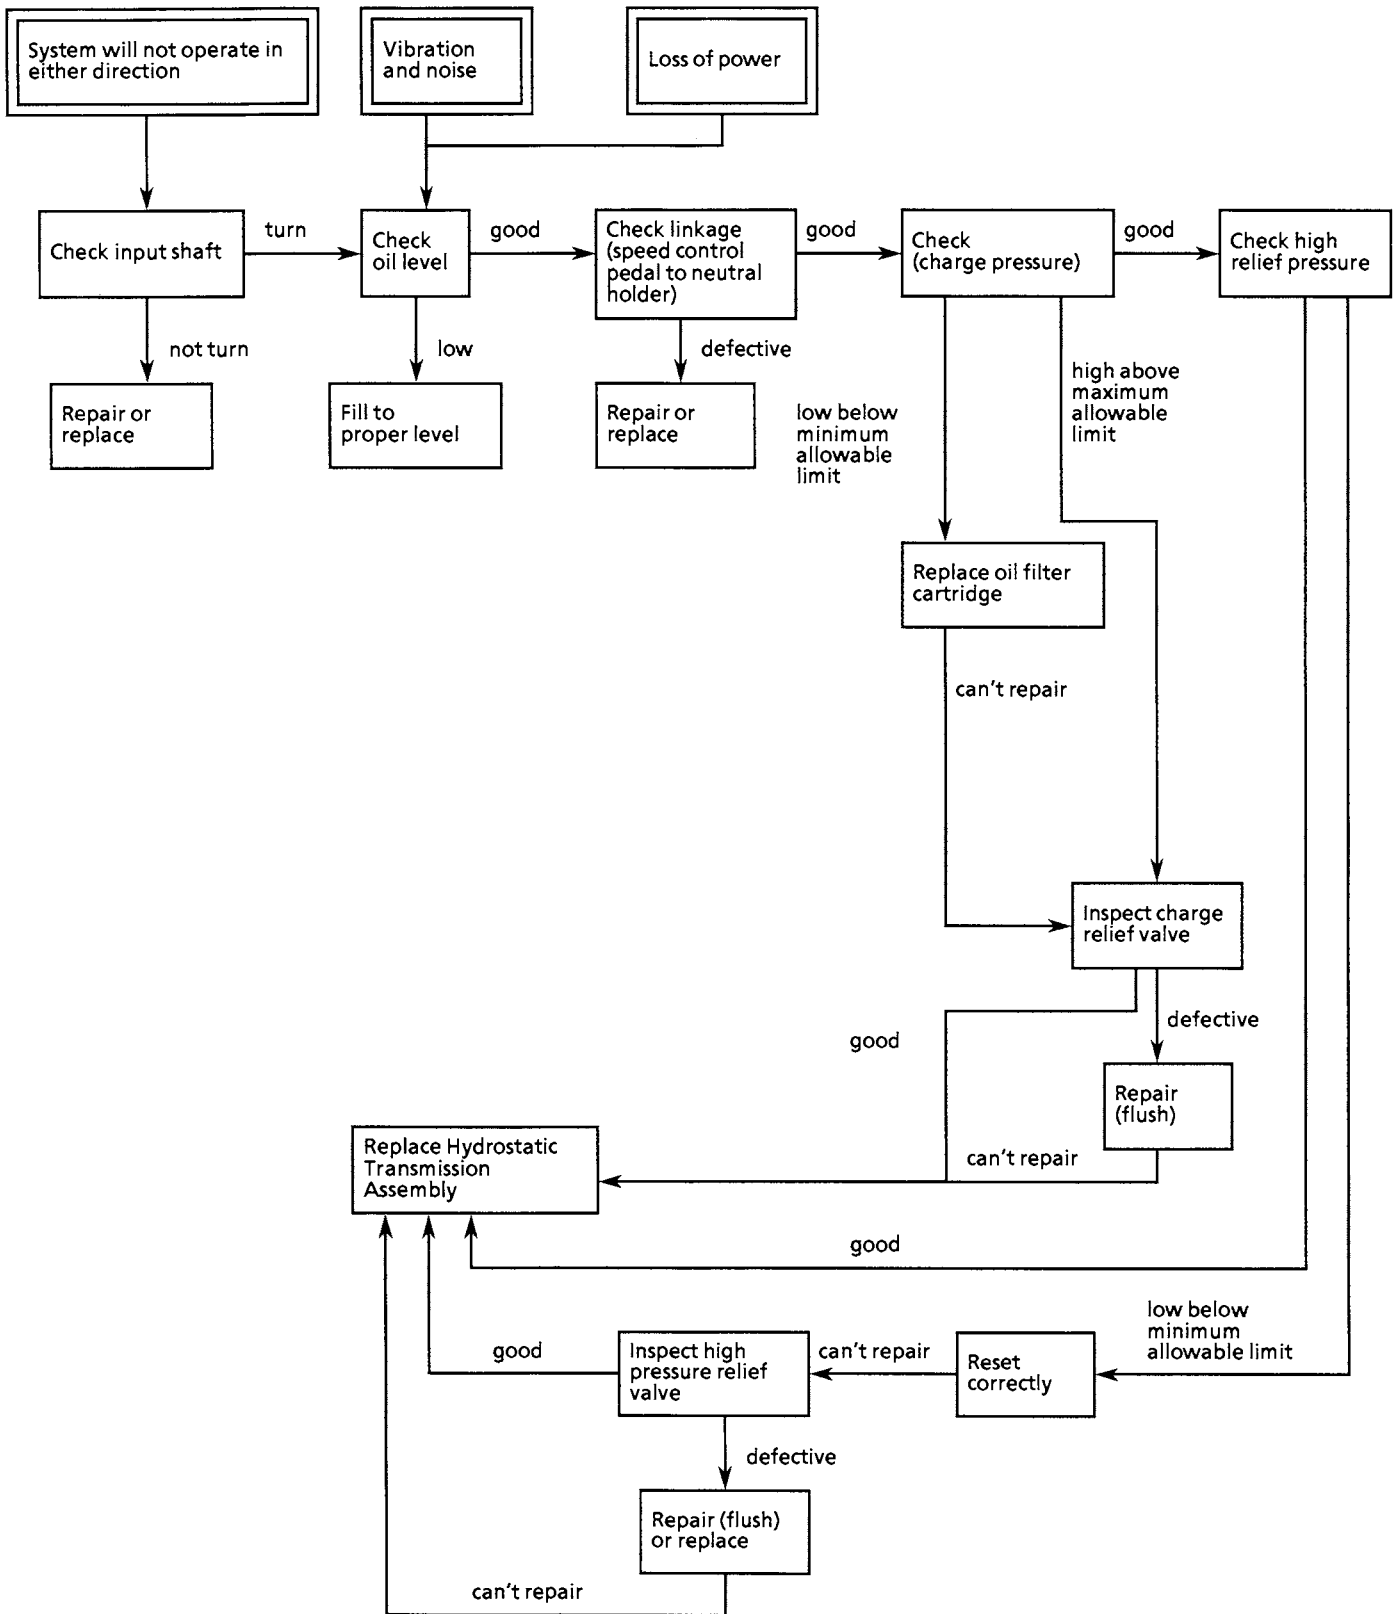 System will not operate in
either direction
Vibration
and noise
Loss of power
Check input shaft
turn
Check
oil level
good
Check linkage
(speed control
pedal to neutral
holder)
good
Check
(charge pressure)
good
Check high
relief pressure
not turn
low
defective
low below
minimum
allowable
limit
high above
maximum
allowable
limit
Repair or
replace
Fill to
proper level
Repair or
replace
Replace oil filter
cartridge
can't repair
Inspect charge
relief valve
good
defective
Repair
(flush)
can't repair
Replace Hydrostatic
Transmission
Assembly
good
low below
minimum
allowable limit
Reset
correctly
can't repair
Inspect high
pressure relief
valve
good
defective
Repair (flush)
or replace
can't repair